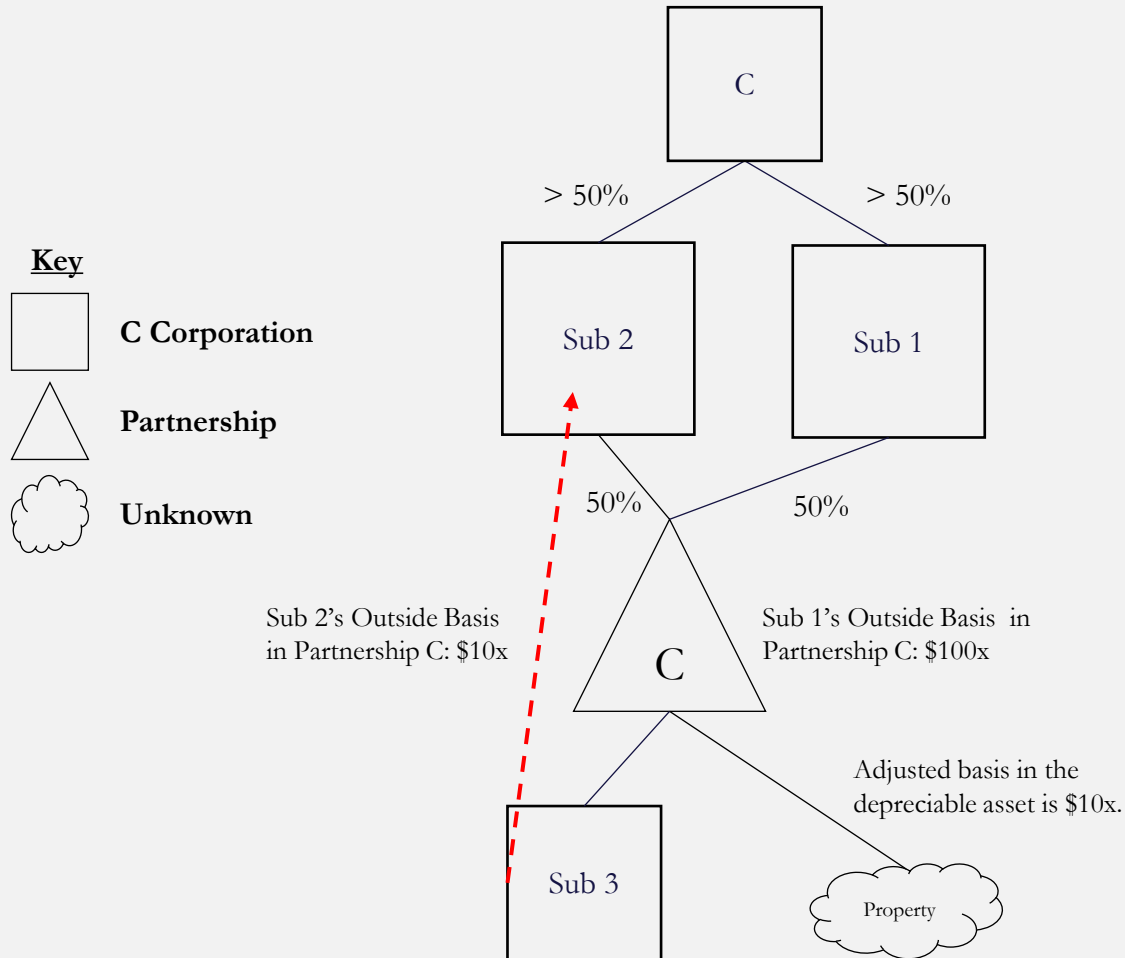 C
> 50%
> 50%
Key
C Corporation
Partnership
Unknown
Sub 2
Sub 1
50%
50%
Sub 2’s Outside Basis
in Partnership C: $10x
Sub 1’s Outside Basis in
Partnership C: $100x
C
Adjusted basis in the
depreciable asset is $10x.
Sub 3
Property